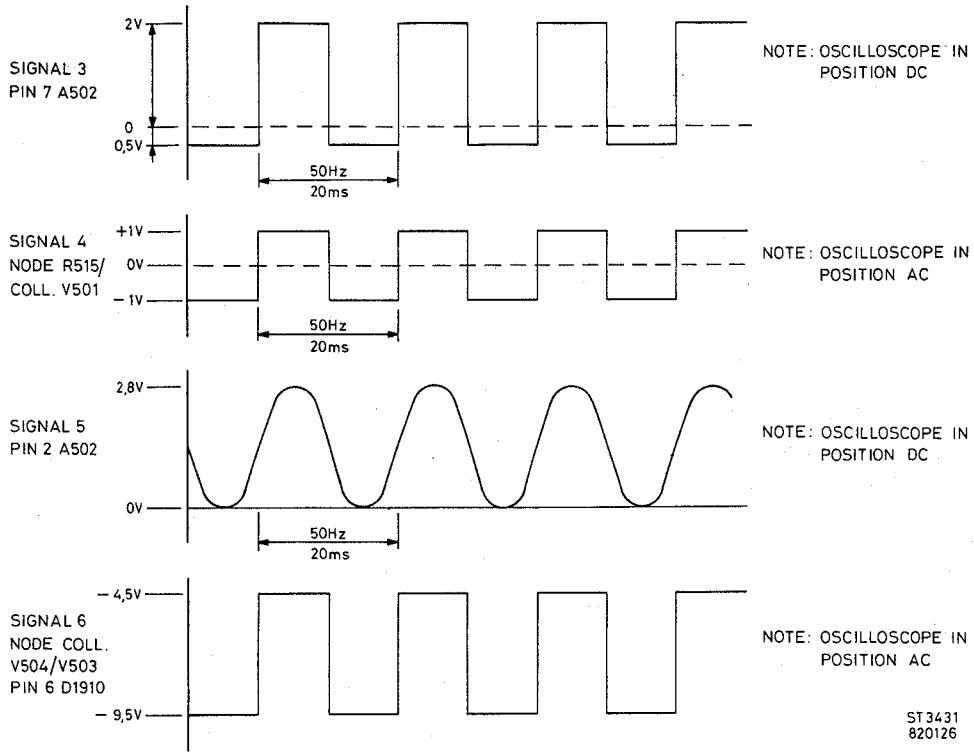 SIGNAL 3
PIN 7 A502
2V
0
0,5V
50Hz
20ms
NOTE: OSCILLOSCOPE IN
POSITION DC
SIGNAL 4
NODE R515/
COLL. V501
+1V
0V
-1V
50Hz
20ms
NOTE: OSCILLOSCOPE IN
POSITION AC
SIGNAL 5
PIN 2 A502
2,8V
0V
50Hz
20ms
NOTE: OSCILLOSCOPE IN
POSITION DC
SIGNAL 6
NODE COLL.
V504/V503
PIN 6 D1910
- 4,5V
- 9,5V
NOTE: OSCILLOSCOPE IN
POSITION AC
ST3431
820126